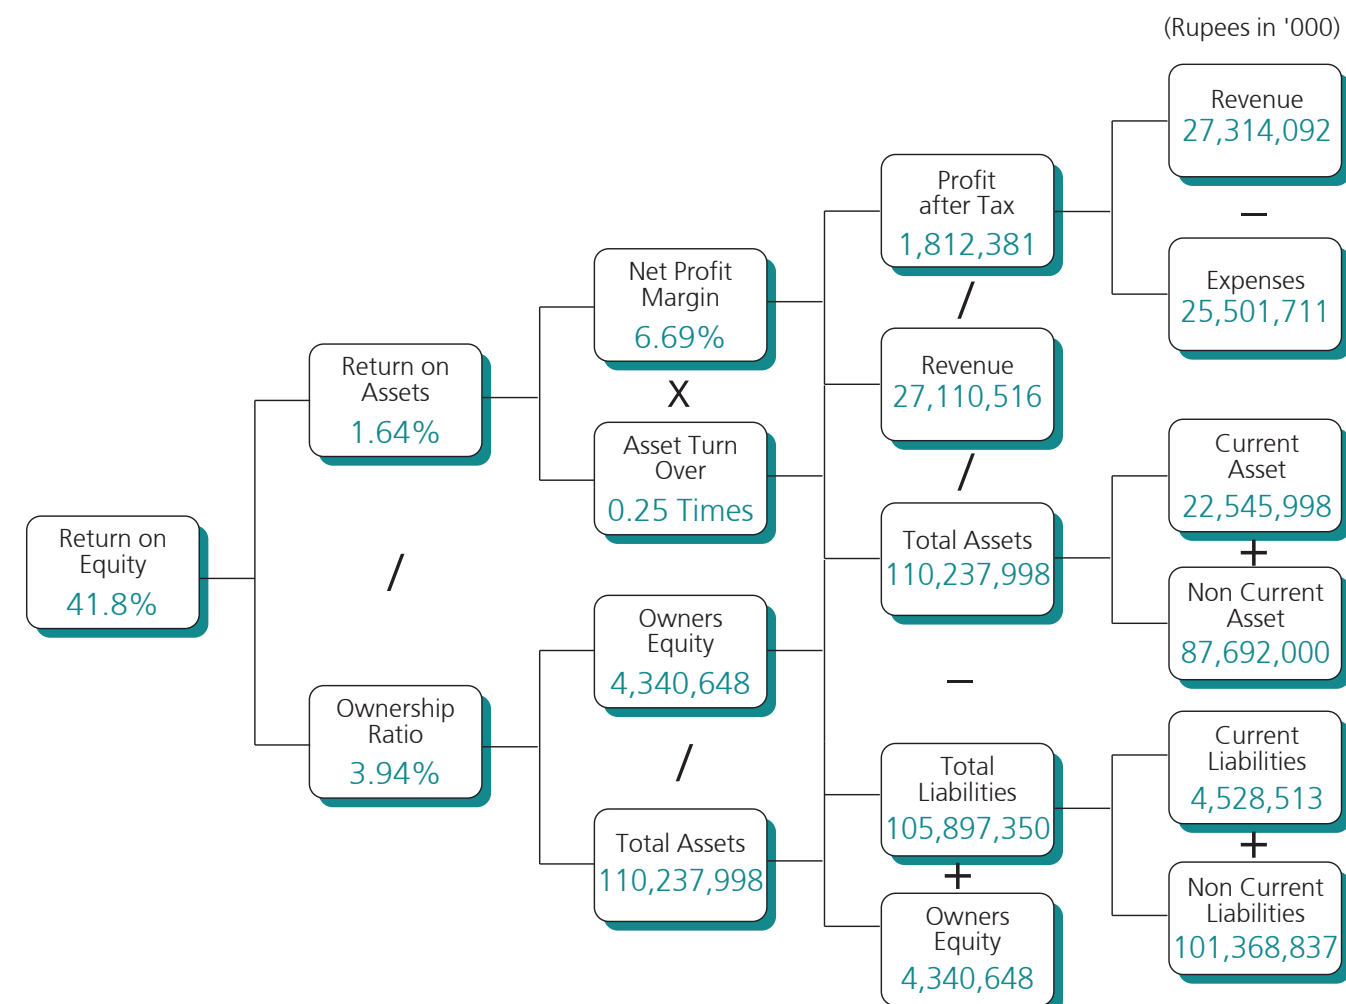 (Rupees in '000)
Revenue
27,314,092
–
Expenses
25,501,711
Profit
after Tax
1,812,381
/
Revenue
27,110,516
/
Total Assets
110,237,998
Current
Asset
22,545,998
+
Non Current
Asset
87,692,000
–
Total
Liabilities
105,897,350
+
Owners
Equity
4,340,648
Current
Liabilities
4,528,513
+
Non Current
Liabilities
101,368,837
Net Profit
Margin
6.69%
X
Asset Turn
Over
0.25 Times
Owners
Equity
4,340,648
/
Total Assets
110,237,998
Return on
Assets
1.64%
/
Ownership
Ratio
3.94%
Return on
Equity
41.8%